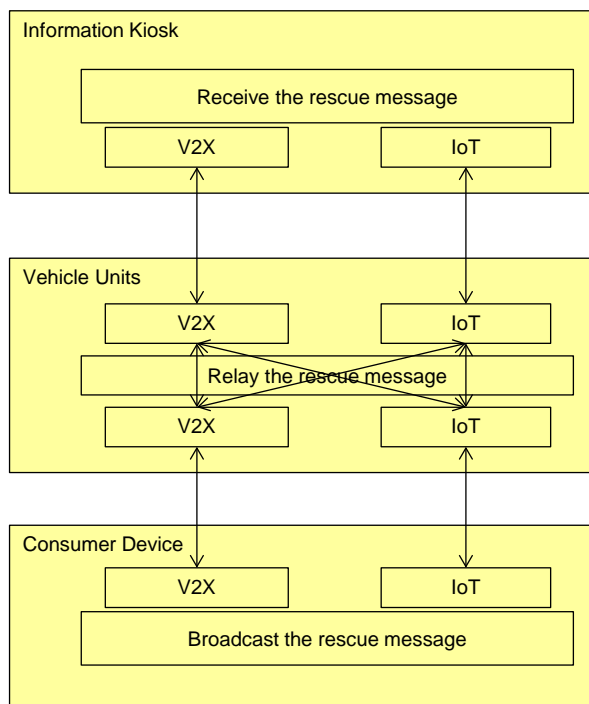 Information Kiosk
Receive the rescue message
V2X
IoT
Vehicle Units
V2X
IoT
Relay the rescue message
V2X
IoT
Consumer Device
V2X
IoT
Broadcast the rescue message